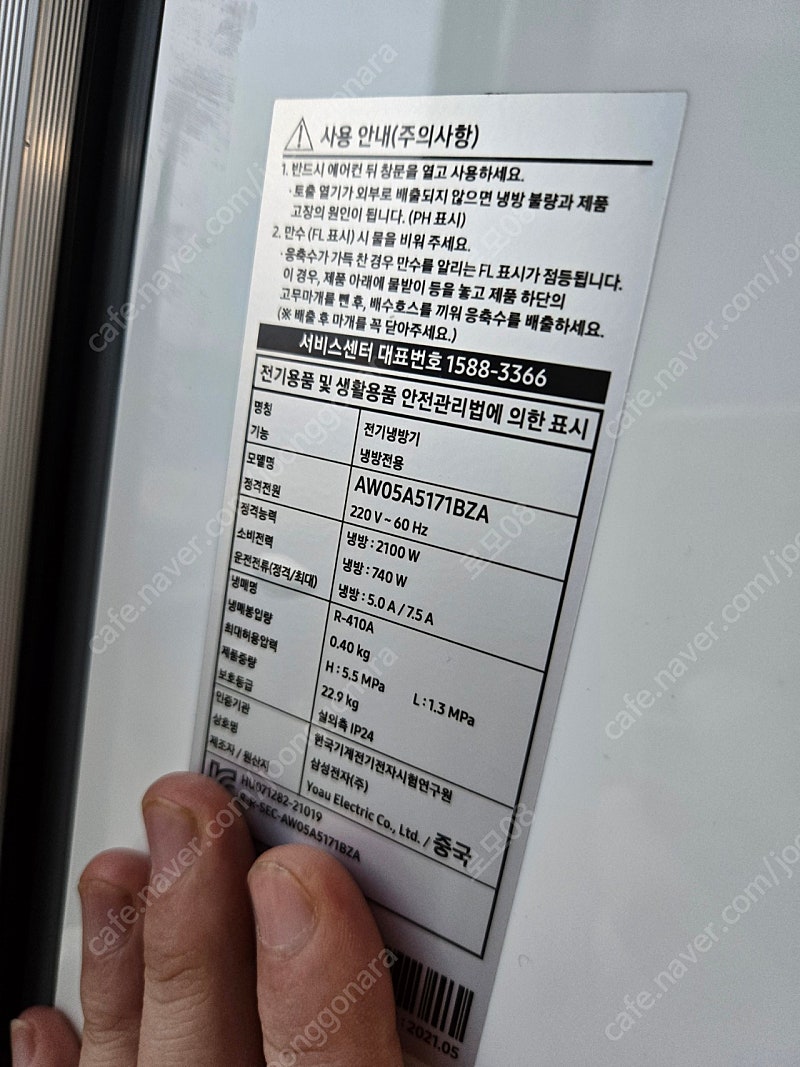 사용 안내(주의사항)
1. 반드시 에어컨 뒤 창문을 열고 사용하세요.
· 토출 열기가 외부로 배출되지 않으면 냉방 불량과 제품
고장의 원인이 됩니다. (PH 표시)
2. 만수 (FL 표시) 시 물을 비워 주세요.
· 응축수가 가득 찬 경우 만수를 알리는 FL 표시가 점등됩니다.
이 경우, 제품 아래에 물받이 등을 놓고 제품 하단의
고무마개를 뺀 후, 배수호스를 끼워 응축수를 배출하세요.
(※ 배출 후 마개를 꼭 닫아주세요.)
서비스센터 대표번호 1588-3366
전기용품 및 생활용품 안전관리법에 의한 표시
명칭 전기냉방기
기능 냉방전용
모델명 AW05A5171BZA
정격전원 220 V ~ 60 Hz
정격능력 냉방 : 2100 W
소비전력 냉방 : 740 W
운전전류(정격/최대) 냉방 : 5.0 A / 7.5 A
냉매명 R-410A
냉매봉입량 0.40 kg
최대허용압력 H : 5.5 MPa L : 1.3 MPa
제품중량 22.9 kg
보호등급 실외측 IP24
인증기관 한국기계전기전자시험연구원
상호명 삼성전자(주)
제조자 / 원산지 Yoau Electric Co., Ltd. / 중국
HU071282-21019
SEC-AW05A5171BZA
2021.05
cafe.naver.com/joonggonara
로모08